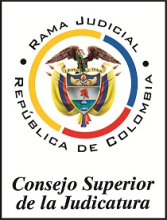 RAMA JUDICIAL
REPÚBLICA DE COLOMBIA
Consejo Superior
de la Judicatura